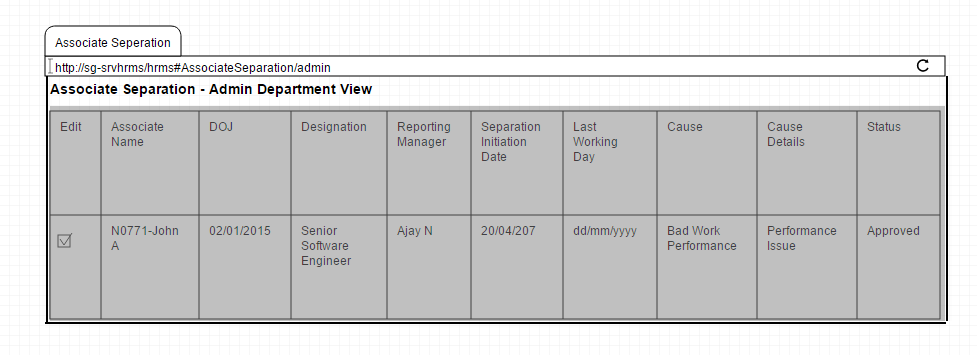 Associate Seperation
http://sg-srvhrms/hrms#AssociateSeparation/admin
Associate Separation - Admin Department View
Edit
Associate
Name
DOJ
Designation
Reporting
Manager
Separation
Initiation
Date
Last
Working
Day
Cause
Cause
Details
Status
N0771-John
A
02/01/2015
Senior
Software
Engineer
Ajay N
20/04/207
dd/mm/yyyy
Bad Work
Performance
Performance
Issue
Approved